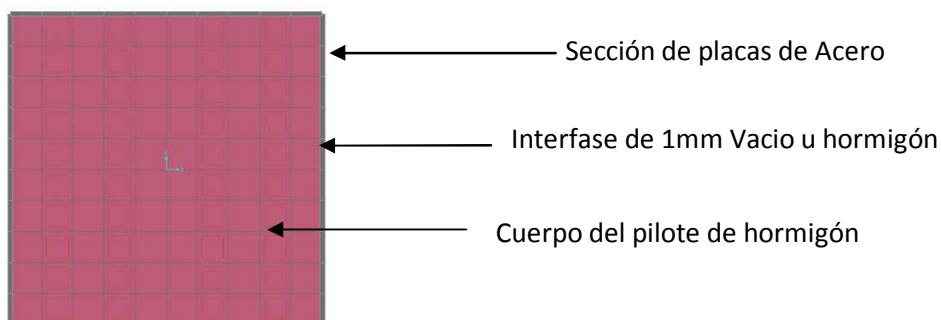 Sección de placas de Acero
Interfase de 1mm Vacio u hormigón
Cuerpo del pilote de hormigón